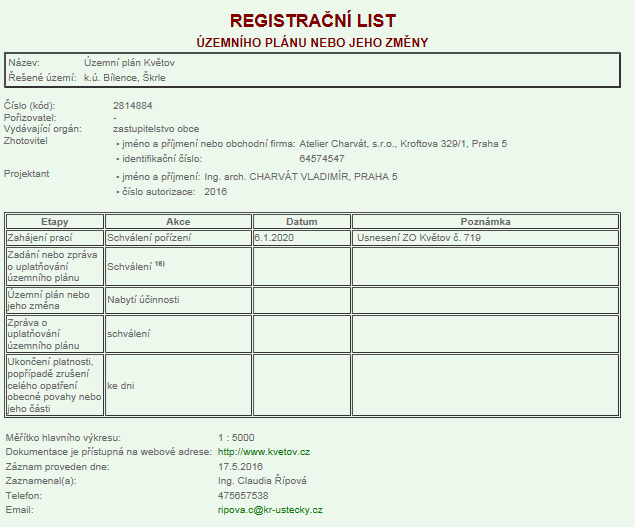 REGISTRAČNÍ LIST
ÚZEMNÍHO PLÁNU NEBO JEHO ZMĚNY
Název: Územní plán Květov
Řešené území: k.ú. Bílence, Škrle
Číslo (kód): 2814884
Pořizovatel: -
Vydávající orgán: zastupitelstvo obce
Zhotovitel • jméno a příjmení nebo obchodní firma: Atelier Charvát, s.r.o., Kroftova 329/1, Praha 5
• identifikační číslo: 64574547
Projektant • jméno a příjmení: Ing. arch. CHARVÁT VLADIMÍR, PRAHA 5
• číslo autorizace: 2016
Etapy Akce Datum Poznámka
Zahájení prací Schválení pořízení 6.1.2020 Usnesení ZO Květov č. 719
Zadání nebo zpráva
o uplatňování
územního plánu
Schválení 16)
Územní plán nebo
jeho změna
Nabytí účinnosti
Zpráva o
uplatňování
územního plánu
schválení
Ukončení platnosti,
popřípadě zrušení
celého opatření
obecné povahy nebo
jeho části
ke dni
Měřítko hlavního výkresu: 1 : 5000
Dokumentace je přístupná na webové adrese: http://www.kvetov.cz
Záznam proveden dne: 17.5.2016
Zaznamenal(a): Ing. Claudia Řípová
Telefon: 475657538
Email: ripova.c@kr-ustecky.cz